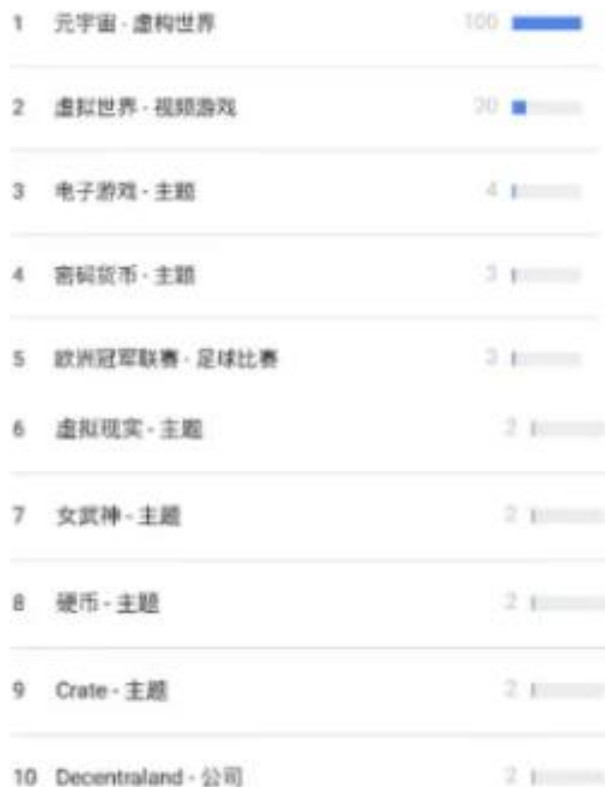 1 元宇宙 - 虚构世界 100
2 虚拟世界 - 视频游戏 20
3 电子游戏 - 主题 4
4 密码货币 - 主题 3
5 欧洲冠军联赛 - 足球比赛 3
6 虚拟现实 - 主题 2
7 女武神 - 主题 2
8 硬币 - 主题 2
9 Crate - 主题 2
10 Decentraland - 公司 2